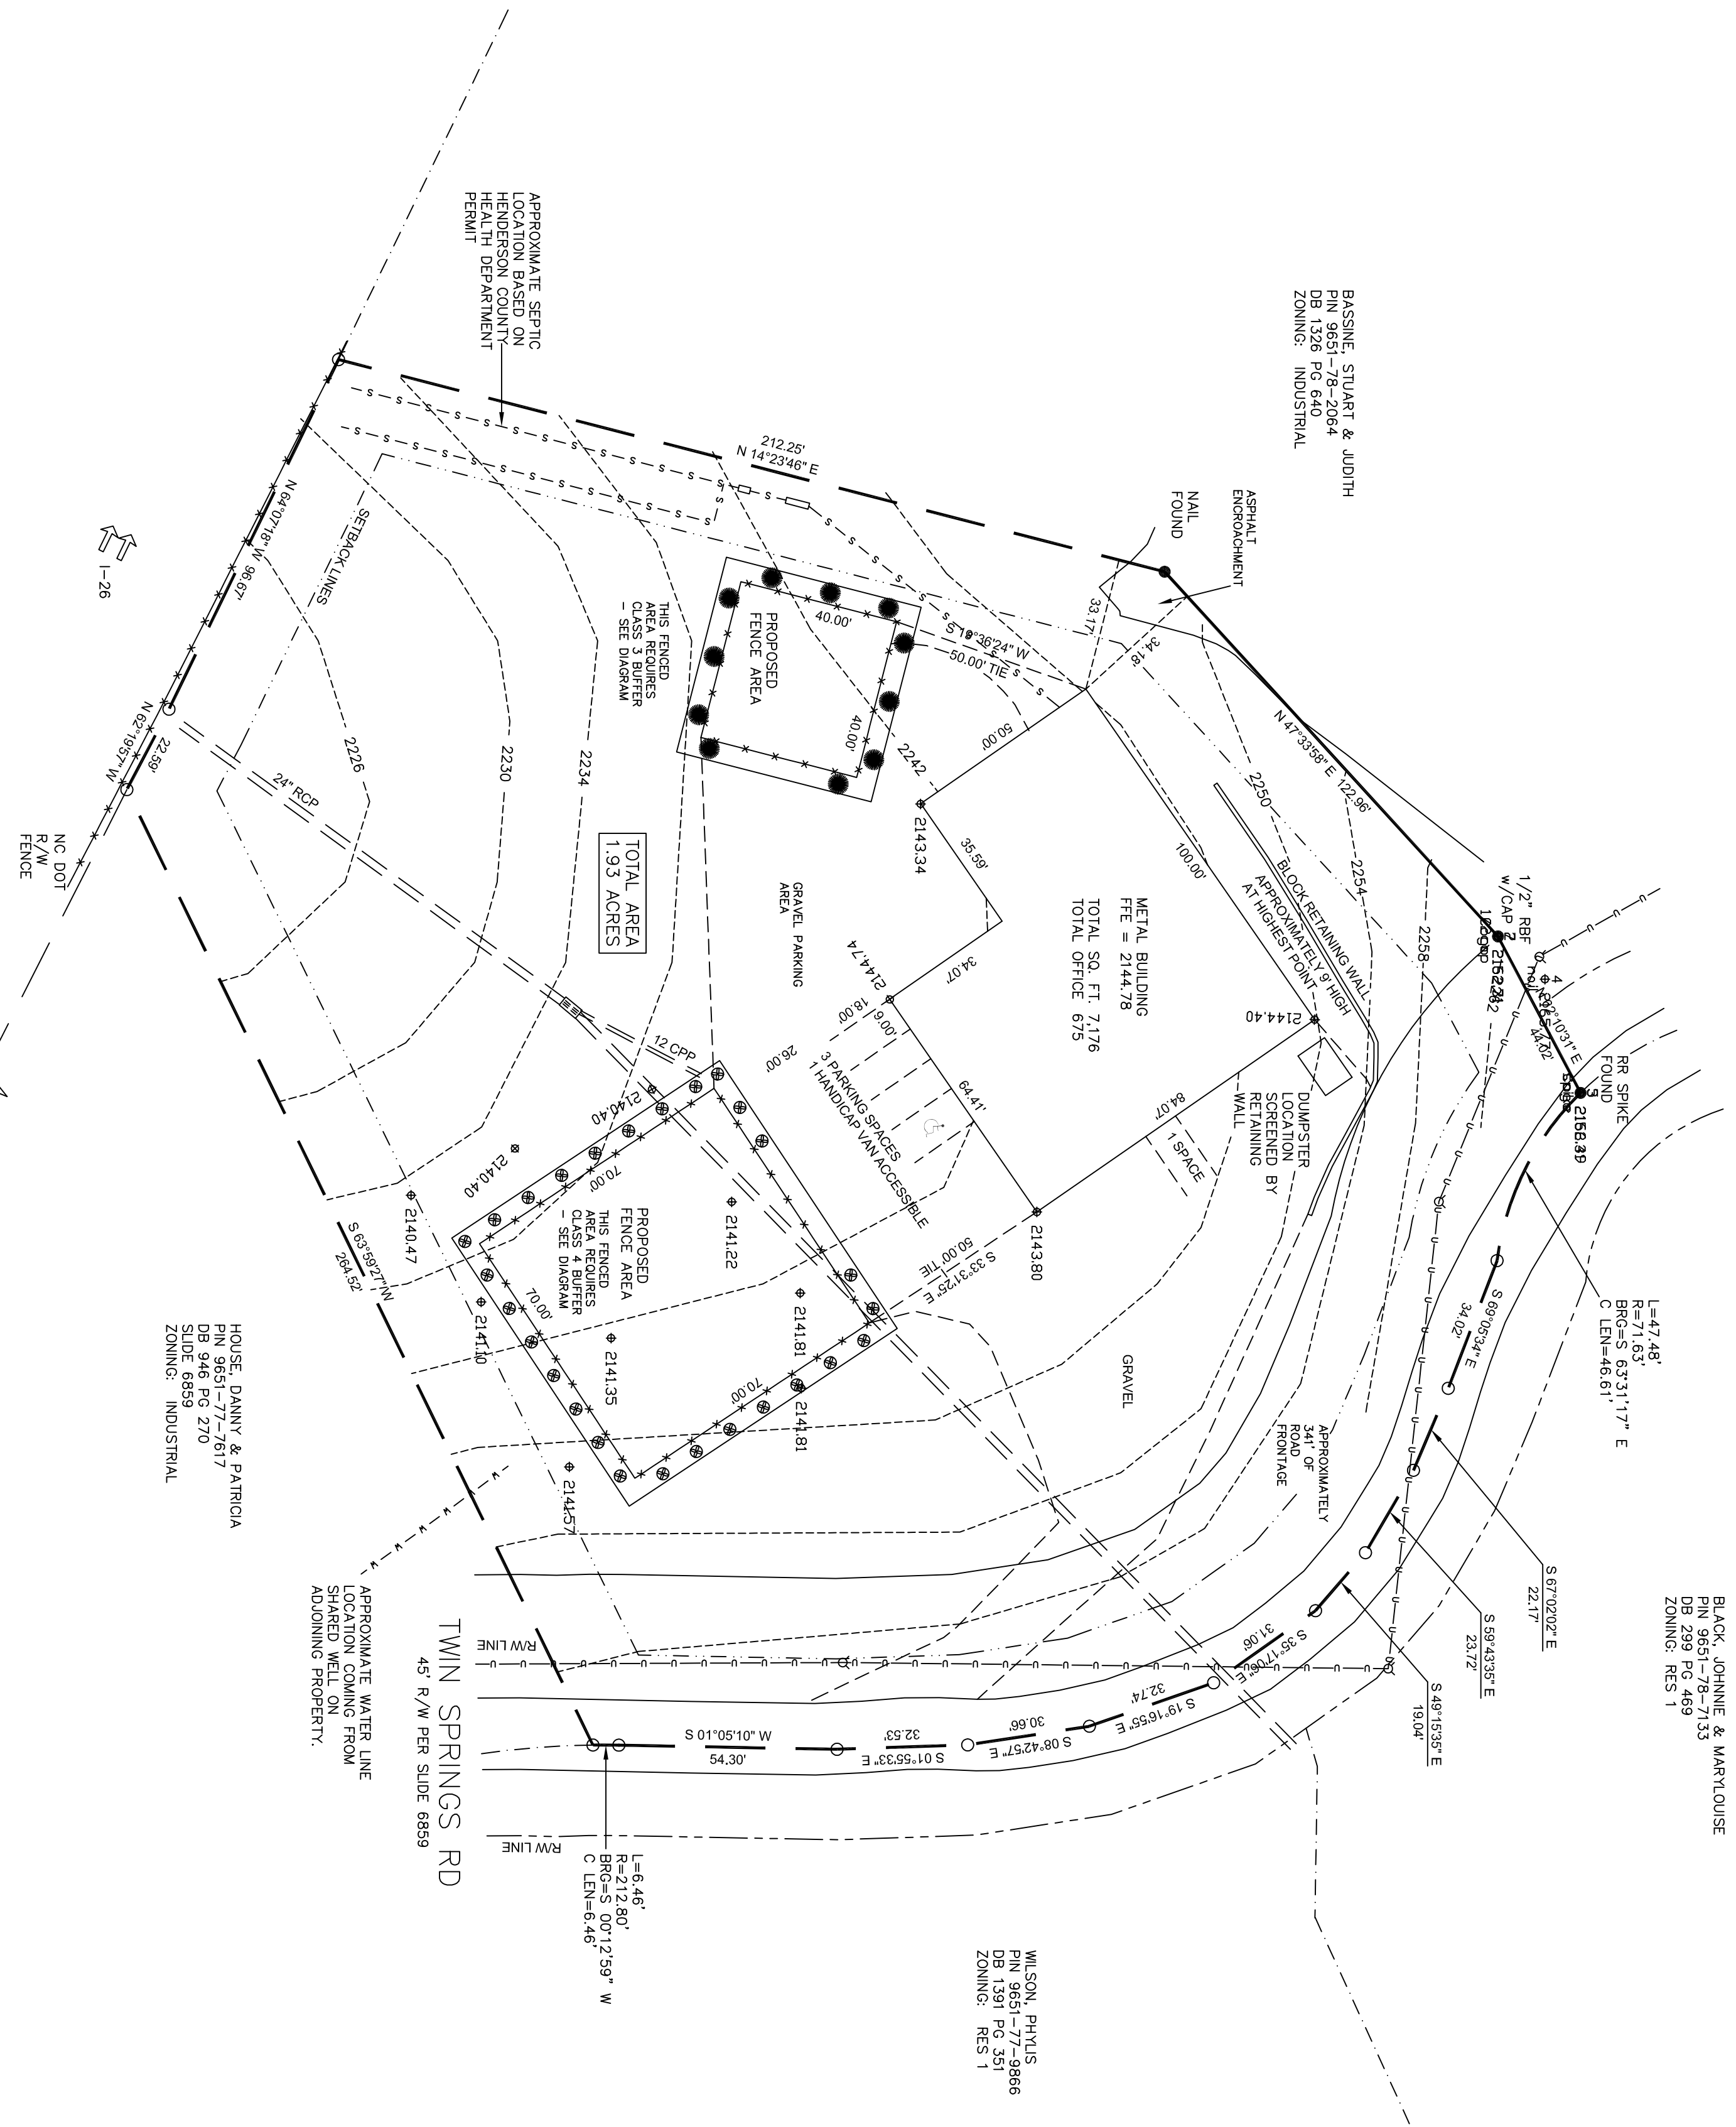 BLACK, JOHNNIE & MARYLOUISE
PIN 9651-78-7133
DB 299 PG 469
ZONING: RES 1
L=47.48'
R=71.63'
BRG=S 63°31'17" E
C LEN=46.61'
S 67°02'02" E
22.17'
S 59°43'35" E
23.72'
S 49°15'35" E
19.04'
RR SPIKE
FOUND
1/2" RBF
w/CAP
2
3
4
44.02'
S 69°05'34" E
34.02'
BASSINE, STUART & JUDITH
PIN 9651-78-2064
DB 1326 PG 640
ZONING: INDUSTRIAL
ASPHALT
ENCROACHMENT
NAIL
FOUND
N 47°33'58" E 122.96'
2258
2254
2250
BLOCK RETAINING WALL
APPROXIMATELY 9' HIGH
AT HIGHEST POINT
100.00'
2144.40
DUMPSTER
LOCATION
SCREENED BY
RETAINING
WALL
APPROXIMATELY
341' OF
ROAD
FRONTAGE
33.17'
34.18'
METAL BUILDING
FFE = 2144.78
TOTAL SQ. FT. 7,176
TOTAL OFFICE 675
84.07'
1 SPACE
GRAVEL
S 35°17'06" E
31.06'
S 19°16'55" E
32.74'
S 08°42'57" E
30.66'
S 01°55'33" E
32.53'
S 01°05'10" W
54.30'
WILSON, PHYLIS
PIN 9651-77-9866
DB 1391 PG 351
ZONING: RES 1
S 19°36'24" W
50.00' TIE
50.00'
2143.34
35.59'
34.07'
2144.74
18.00'
9.00'
26.00'
64.41'
3 PARKING SPACES
1 HANDICAP VAN ACCESSIBLE
2143.80
S 33°31'25" E
50.00' TIE
2242
212.25'
N 14°23'46" E
40.00'
40.00'
PROPOSED
FENCE AREA
THIS FENCED
AREA REQUIRES
CLASS 3 BUFFER
- SEE DIAGRAM
GRAVEL PARKING
AREA
TOTAL AREA
1.93 ACRES
12 CPP
2140.40
2140.40
2141.22
2141.81
2141.81
70.00'
70.00'
70.00'
PROPOSED
FENCE AREA
THIS FENCED
AREA REQUIRES
CLASS 4 BUFFER
- SEE DIAGRAM
2141.35
2141.10
2141.57
2140.47
L=6.46'
R=212.80'
BRG=S 00°12'59" W
C LEN=6.46'
R/W LINE
R/W LINE
TWIN SPRINGS RD
45' R/W PER SLIDE 6859
APPROXIMATE SEPTIC
LOCATION BASED ON
HENDERSON COUNTY
HEALTH DEPARTMENT
PERMIT
2234
2230
2226
SETBACK LINES
24" RCP
N 64°07'18" W 96.67'
N 62°19'57" W
22.59'
S 63°59'27" W
264.52'
APPROXIMATE WATER LINE
LOCATION COMING FROM
SHARED WELL ON
ADJOINING PROPERTY.
HOUSE, DANNY & PATRICIA
PIN 9651-77-7617
DB 946 PG 270
SLIDE 6859
ZONING: INDUSTRIAL
I-26
NC DOT
R/W
FENCE